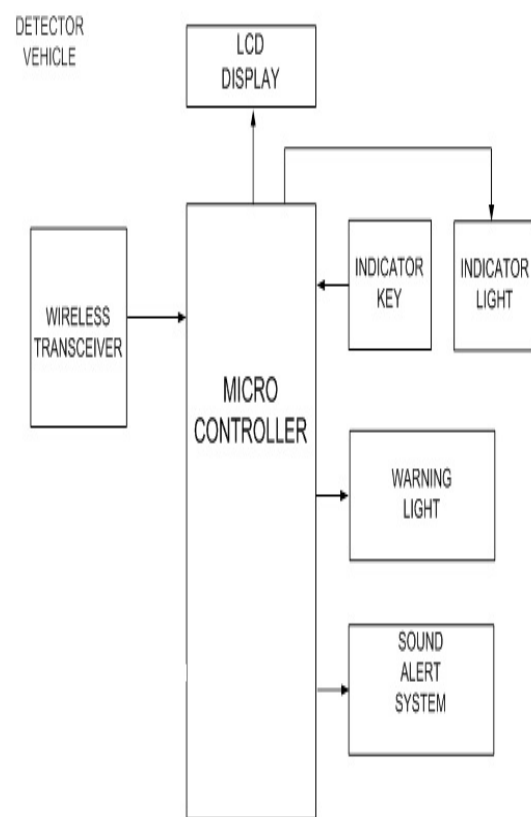 DETECTOR
VEHICLE
LCD
DISPLAY
WIRELESS
TRANSCEIVER
MICRO
CONTROLLER
INDICATOR
KEY
INDICATOR
LIGHT
WARNING
LIGHT
SOUND
ALERT
SYSTEM